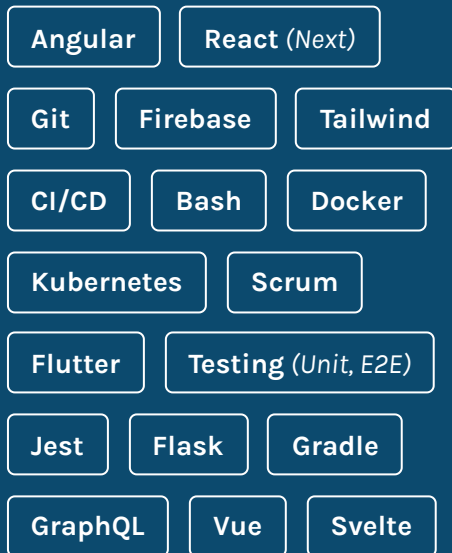 Angular React (Next)
Git Firebase Tailwind
CI/CD Bash Docker
Kubernetes Scrum
Flutter Testing (Unit, E2E)
Jest Flask Gradle
GraphQL Vue Svelte